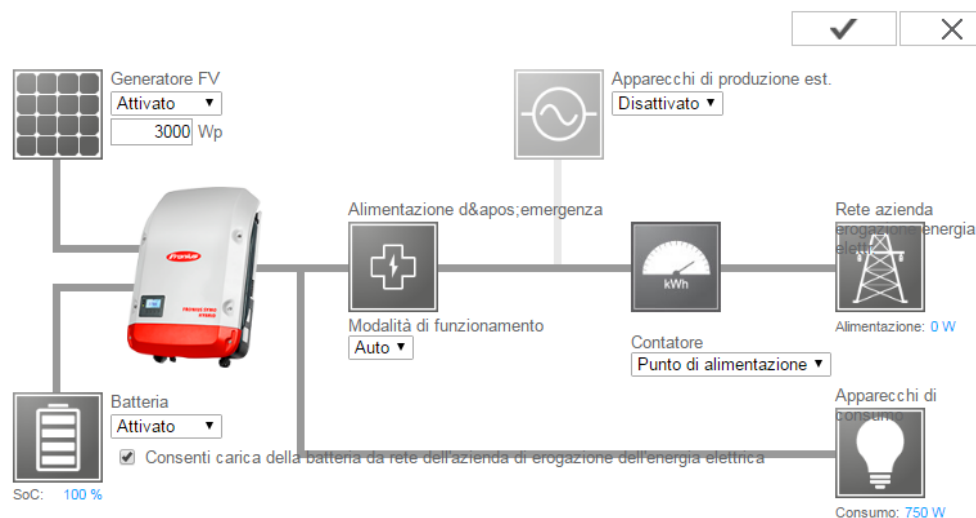 Generatore FV
Attivato
3000 Wp
Apparecchi di produzione est.
Disattivato
Alimentazione d&apos;emergenza
Rete azienda
erogazione energia
elettr
Fronius
kWh
Modalità di funzionamento
Auto
Alimentazione: 0 W
Contatore
Punto di alimentazione
Batteria
Attivato
Apparecchi di
consumo
Consenti carica della batteria da rete dell'azienda di erogazione dell'energia elettrica
SoC: 100 %
Consumo: 750 W